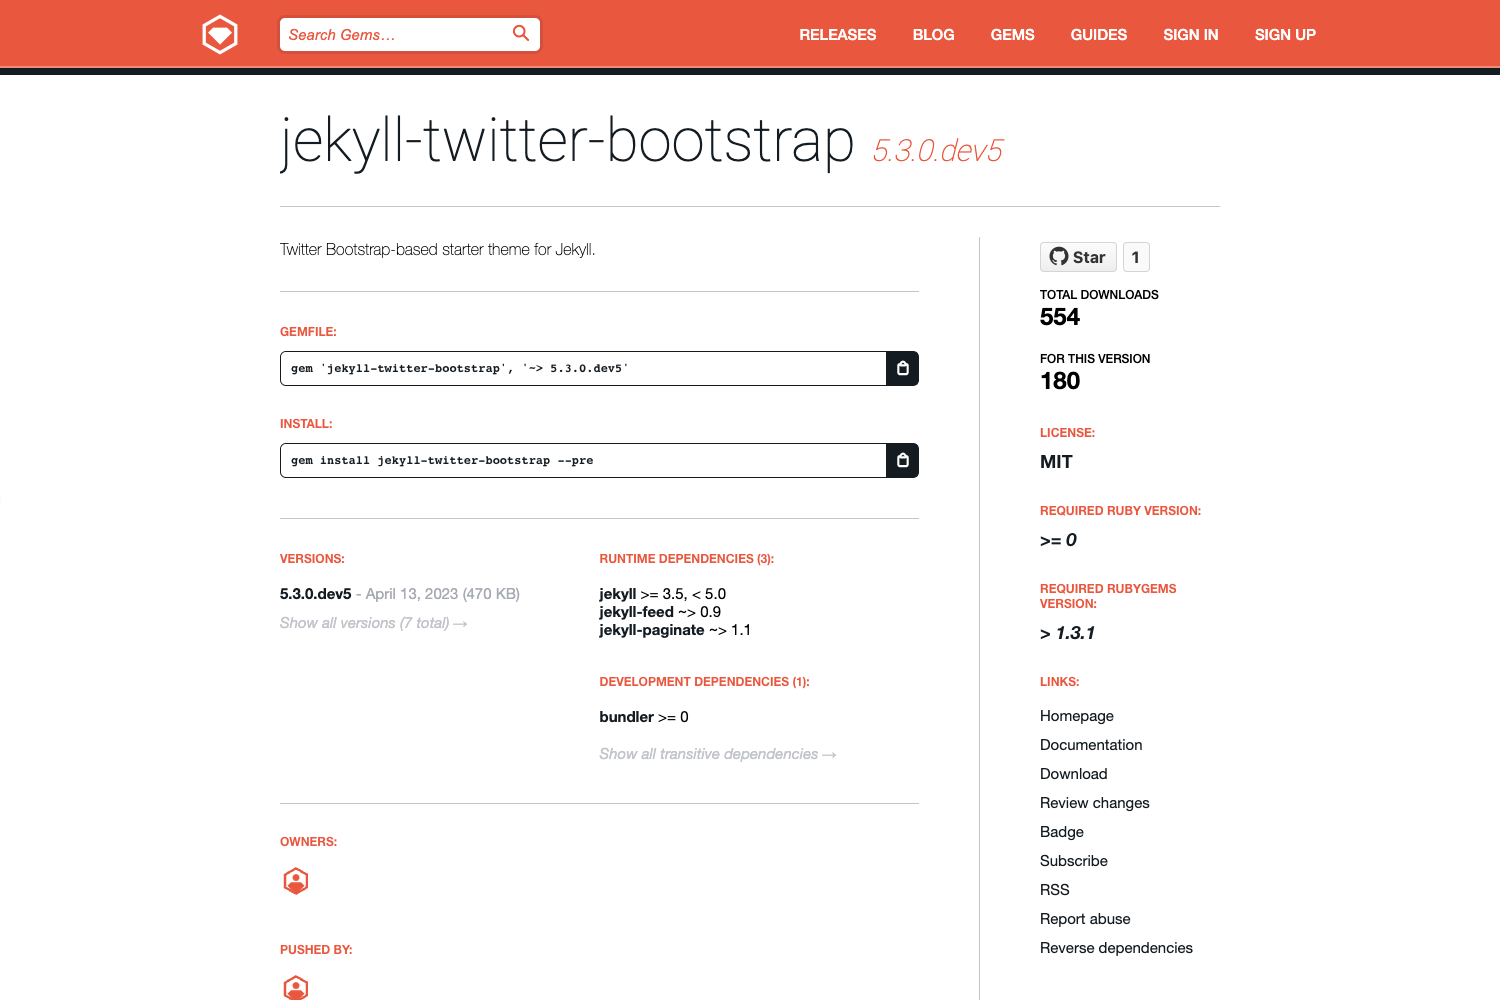 Search Gems…
RELEASES
BLOG
GEMS
GUIDES
SIGN IN
SIGN UP
jekyll-twitter-bootstrap 5.3.0.dev5
Twitter Bootstrap-based starter theme for Jekyll.
GEMFILE:
gem 'jekyll-twitter-bootstrap', '~> 5.3.0.dev5'
INSTALL:
gem install jekyll-twitter-bootstrap --pre
VERSIONS:
5.3.0.dev5 - April 13, 2023 (470 KB)
Show all versions (7 total) →
RUNTIME DEPENDENCIES (3):
jekyll >= 3.5, < 5.0
jekyll-feed ~> 0.9
jekyll-paginate ~> 1.1
DEVELOPMENT DEPENDENCIES (1):
bundler >= 0
Show all transitive dependencies →
OWNERS:
PUSHED BY:
Star 1
TOTAL DOWNLOADS
554
FOR THIS VERSION
180
LICENSE:
MIT
REQUIRED RUBY VERSION:
>= 0
REQUIRED RUBYGEMS
VERSION:
> 1.3.1
LINKS:
Homepage
Documentation
Download
Review changes
Badge
Subscribe
RSS
Report abuse
Reverse dependencies